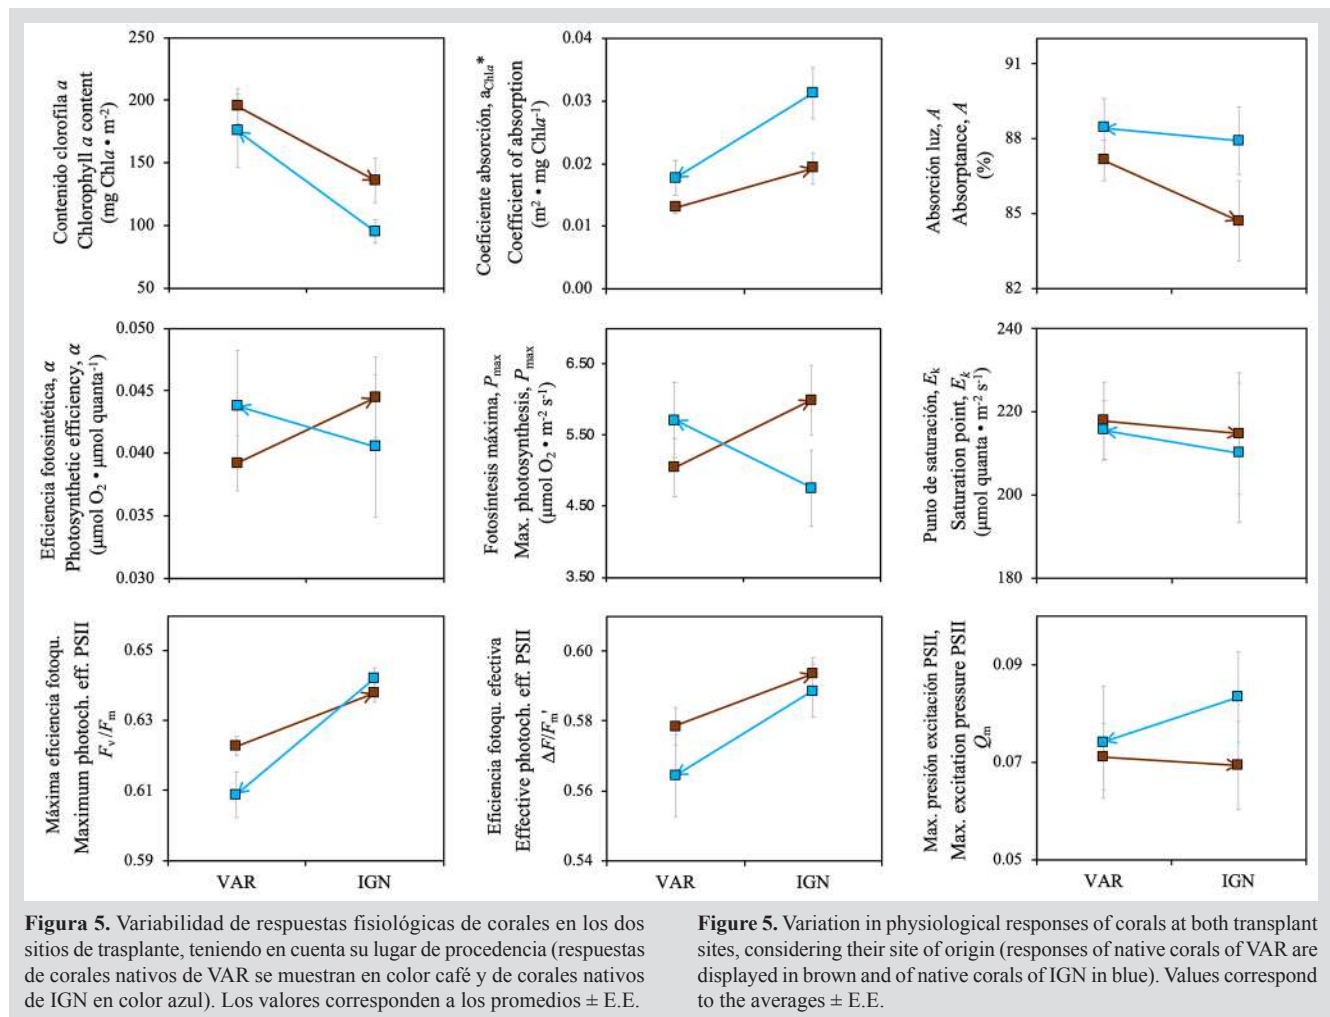 Contenido clorofila a
Chlorophyll a content
(mg Chla • m-2)
250
200
150
100
50
Coeficiente absorción, aChla*
Coefficient of absorption
(m2 • mg Chla-1)
0.04
0.03
0.02
0.01
0.00
Absorción luz, A
Absorptance, A
(%)
91
88
85
82
Eficiencia fotosintética, α
Photosynthetic efficiency, α
(μmol O2 • μmol quanta-1)
0.050
0.045
0.040
0.035
0.030
Fotosíntesis máxima, Pmax
Max. photosynthesis, Pmax
(μmol O2 • m-2 s-1)
6.50
5.50
4.50
3.50
Punto de saturación, Ek
Saturation point, Ek
(μmol quanta • m-2 s-1)
240
220
200
180
Máxima eficiencia fotoqu.
Maximum photoch. eff. PSII
Fv/Fm
0.65
0.63
0.61
0.59
VAR IGN
Eficiencia fotoqu. efectiva
Effective photoch. eff. PSII
ΔF/Fm'
0.60
0.58
0.56
0.54
VAR IGN
Max. presión excitación PSII,
Max. excitation pressure PSII
Qm
0.09
0.07
0.05
VAR IGN
Figura 5. Variabilidad de respuestas fisiológicas de corales en los dos
sitios de trasplante, teniendo en cuenta su lugar de procedencia (respuestas
de corales nativos de VAR se muestran en color café y de corales nativos
de IGN en color azul). Los valores corresponden a los promedios ± E.E.
Figure 5. Variation in physiological responses of corals at both transplant
sites, considering their site of origin (responses of native corals of VAR are
displayed in brown and of native corals of IGN in blue). Values correspond
to the averages ± E.E.